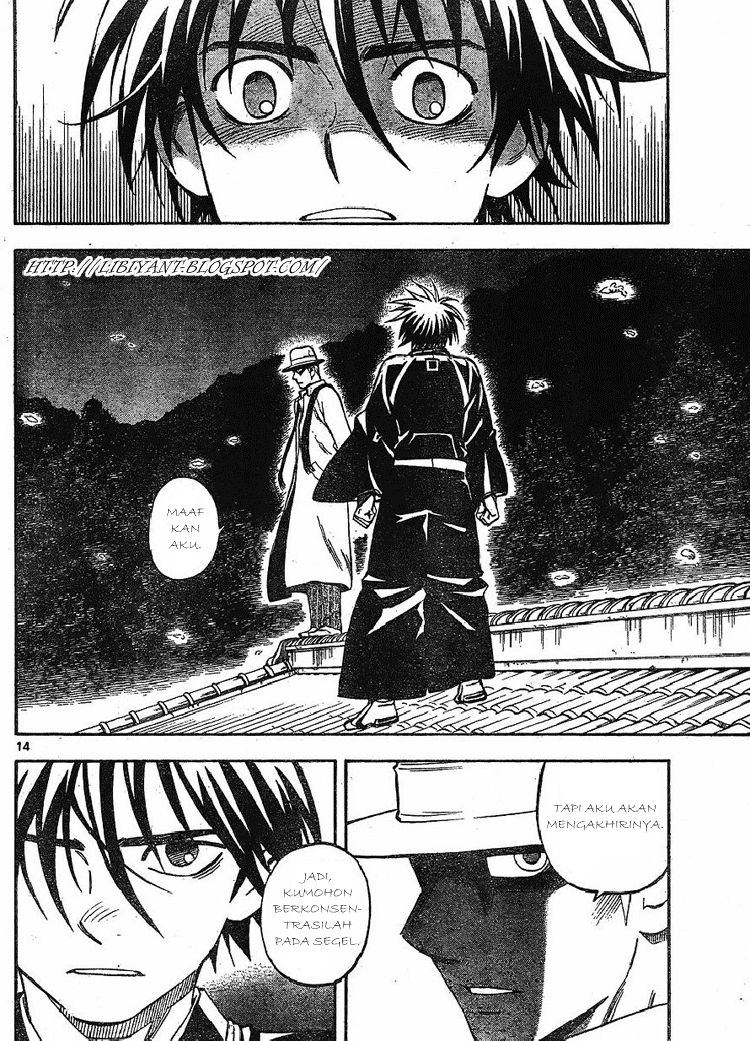 HTTP://LIBIYANT-BLOGSPOT.COM/
MAAF
KAN
AKU.
14
TAPI AKU AKAN
MENGAKHIRINYA.
JADI,
KUMOHON
BERKONSEN-
TRASILAH
PADA SEGEL.